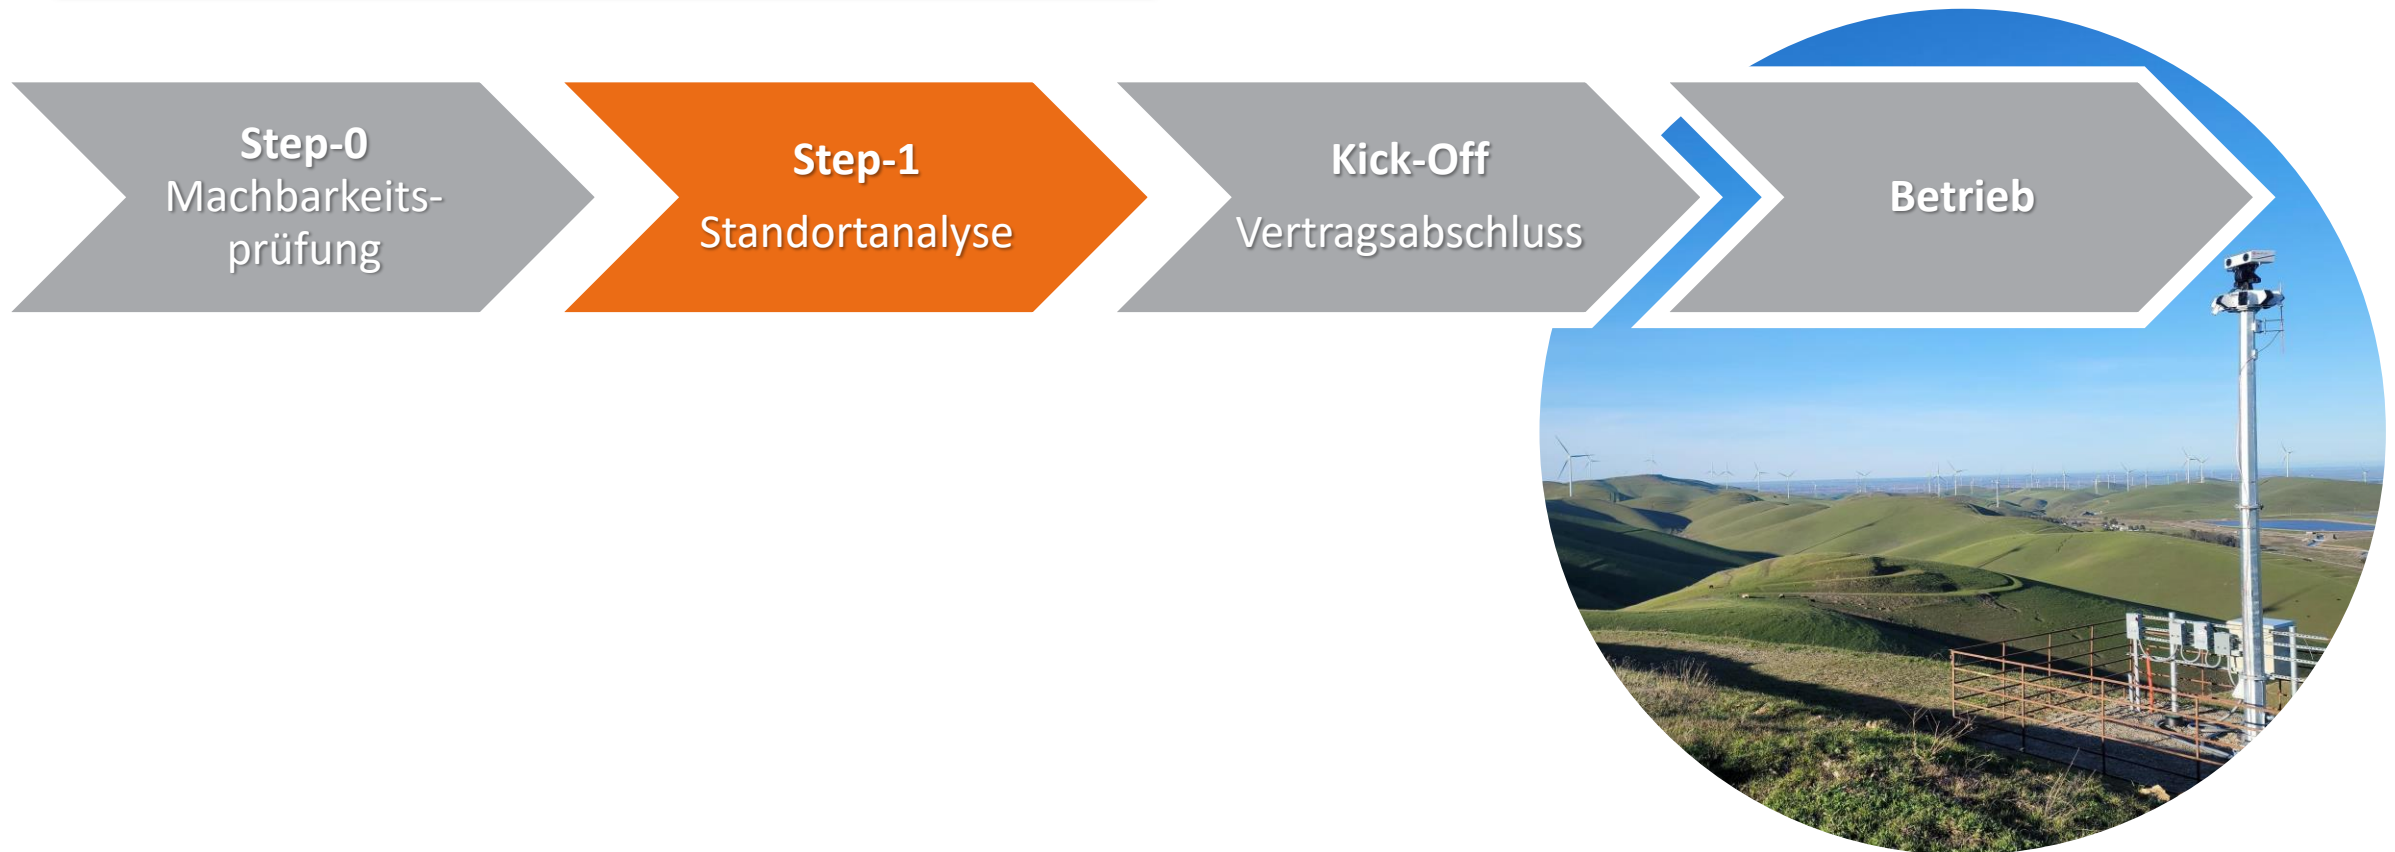 Step-0
Machbarkeits-
prüfung
Step-1
Standortanalyse
Kick-Off
Vertragsabschluss
Betrieb